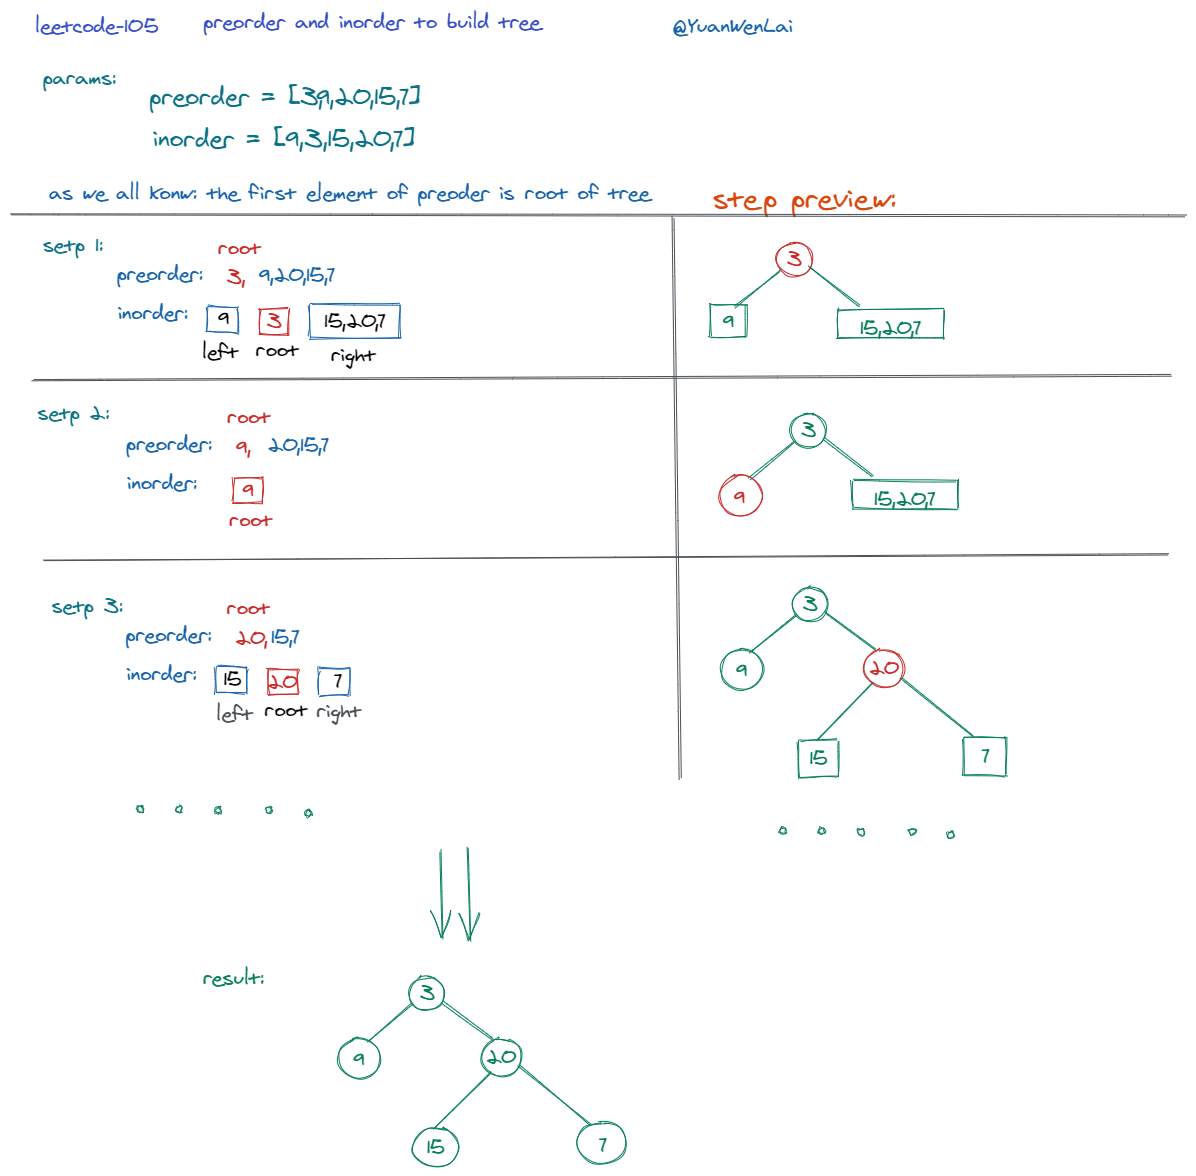 leetcode-105 preorder and inorder to build tree @YuanWenLai
params:
preorder = [3,9,20,15,7]
inorder = [9,3,15,20,7]
as we all konw: the first element of preoder is root of tree
step preview:
setp 1:
root
preorder: 3, 9,20,15,7
inorder: 9 3 15,20,7
left root right
3
9 15,20,7
setp 2:
root
preorder: 9, 20,15,7
inorder: 9
root
3
9 15,20,7
setp 3:
root
preorder: 20,15,7
inorder: 15 20 7
left root right
3
9 20
15 7
result:
3
9 20
15 7